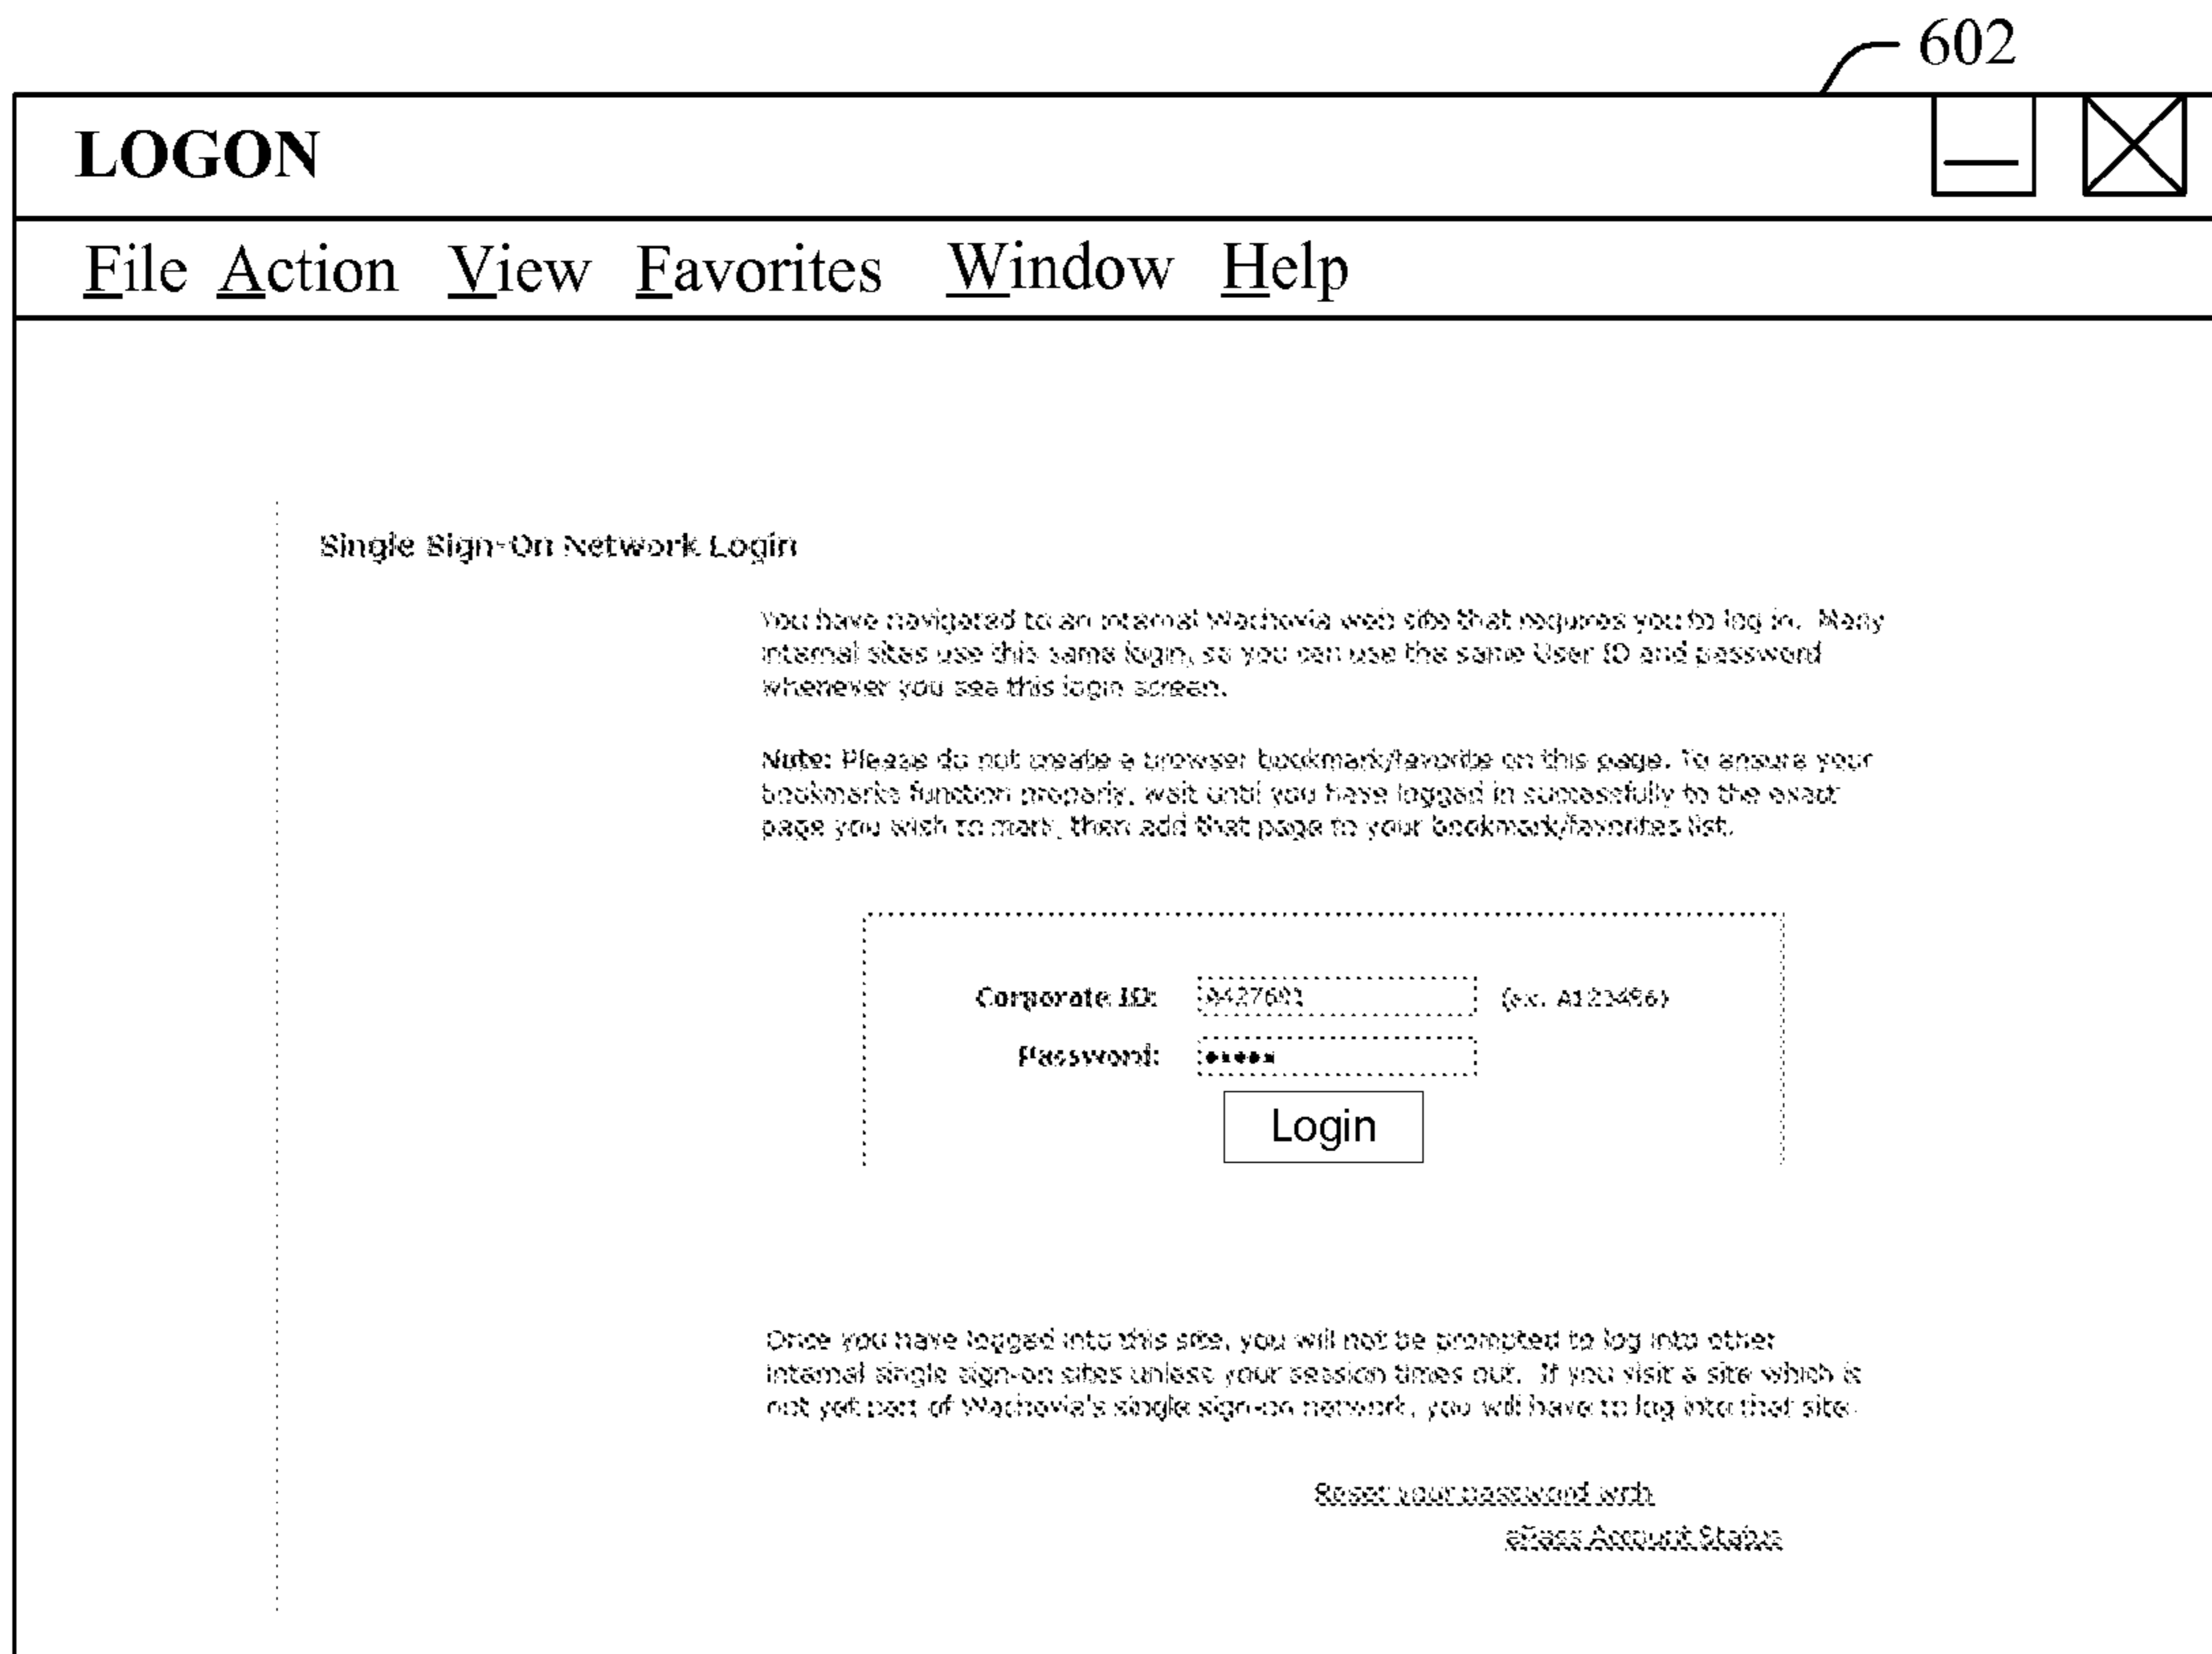 602
LOGON
File Action View Favorites Window Help
Single Sign-On Network Login
You have navigated to an internal Wachovia web site that requires you to log in. Many
internal sites use this same login, so you can use the same User ID and password
whenever you see this login screen.
Note: Please do not create a browser bookmark/favorite on this page. To ensure your
bookmarks function properly, wait until you have logged in successfully to the exact
page you wish to mark, then add that page to your bookmark/favorites list.
Corporate ID: (ex. A123456)
Password:
Login
Once you have logged into this site, you will not be prompted to log into other
internal single sign-on sites unless your session times out. If you visit a site which is
not yet part of Wachovia's single sign-on network, you will have to log into that site.
Reset your password with
ePass Account Status